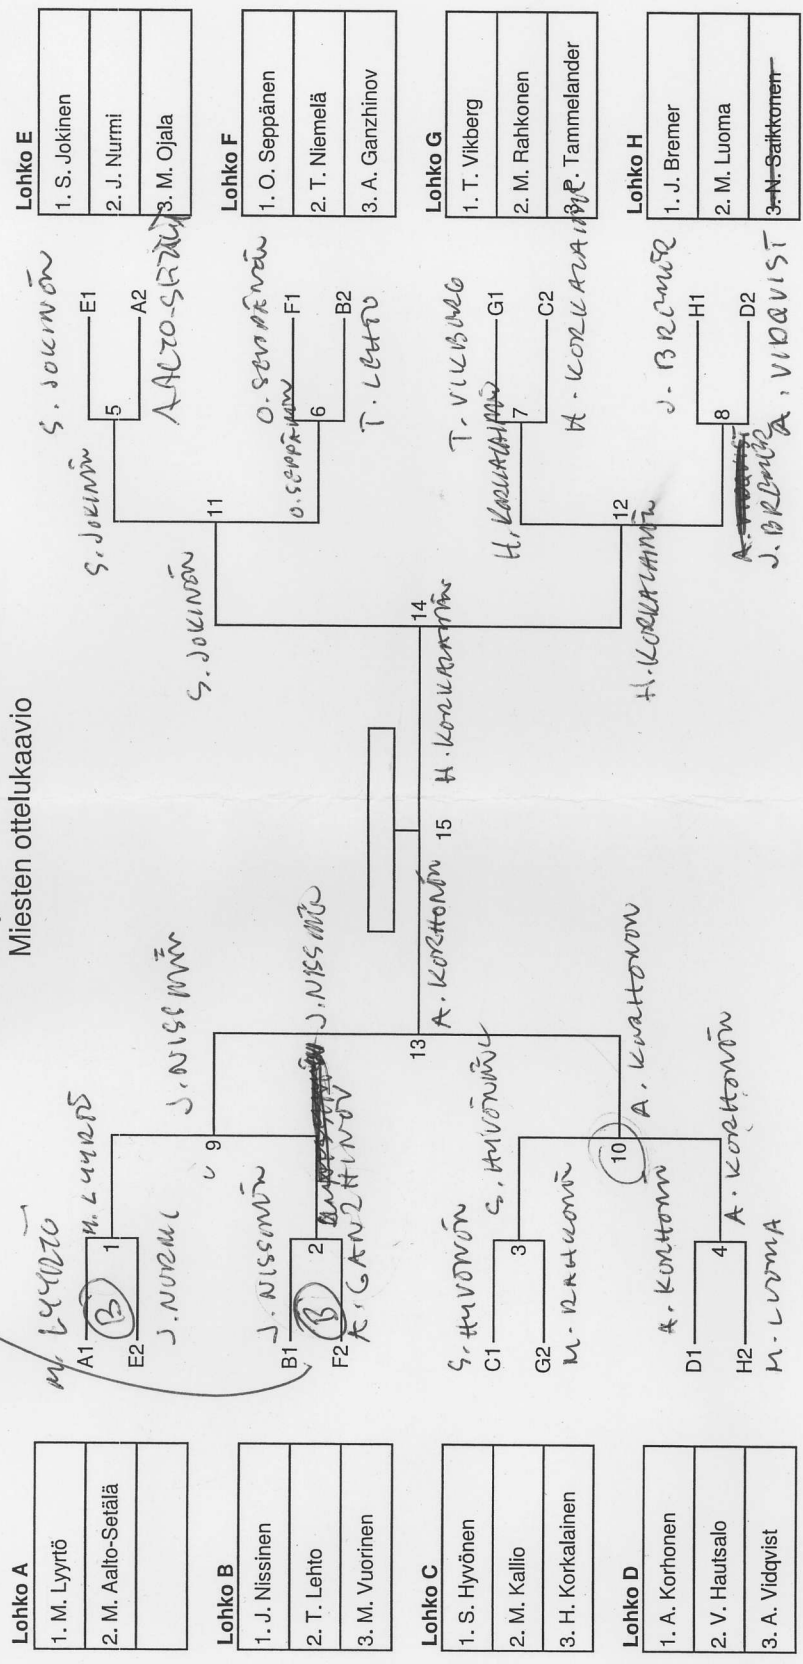 Miesten ottelukaavio
Lohko A
1. M. Lyyrtö
2. M. Aalto-Setälä
Lohko B
1. J. Nissinen
2. T. Lehto
3. M. Vuorinen
Lohko C
1. S. Hyvönen
2. M. Kallio
3. H. Korkalainen
Lohko D
1. A. Korhonen
2. V. Hautsalo
3. A. Vidqvist
M. LYYRTÖ
A1
B
1
M. LYYRTÖ
E2
J. NURMI
J. NISSINEN
9
J. NISSINEN
B1
B
2
J. NISSINEN
F2
A. GANZHINOV
S. HYVÖNEN
C1
3
S. HYVÖNEN
G2
M. RAHKONEN
10
A. KORHONEN
A. KORHONEN
D1
4
A. KORHONEN
H2
M. LUOMA
13
A. KORHONEN
15
H. KORKALAINEN
14
S. JOKINEN
E1
5
S. JOKINEN
A2
AALTO-SETÄLÄ
S. JOKINEN
11
O. SEPPÄNEN
F1
6
O. SEPPÄNEN
B2
T. LEHTO
T. VIKBERG
G1
7
H. KORKALAINEN
C2
H. KORKALAINEN
H. KORKALAINEN
12
J. BREMER
H1
8
A. VIDQVIST
J. BREMER
D2
A. VIDQVIST
Lohko E
1. S. Jokinen
2. J. Nurmi
3. M. Ojala
Lohko F
1. O. Seppänen
2. T. Niemelä
3. A. Ganzhinov
Lohko G
1. T. Vikberg
2. M. Rahkonen
3. P. Tammelander
Lohko H
1. J. Bremer
2. M. Luoma
3. N. Saikkonen